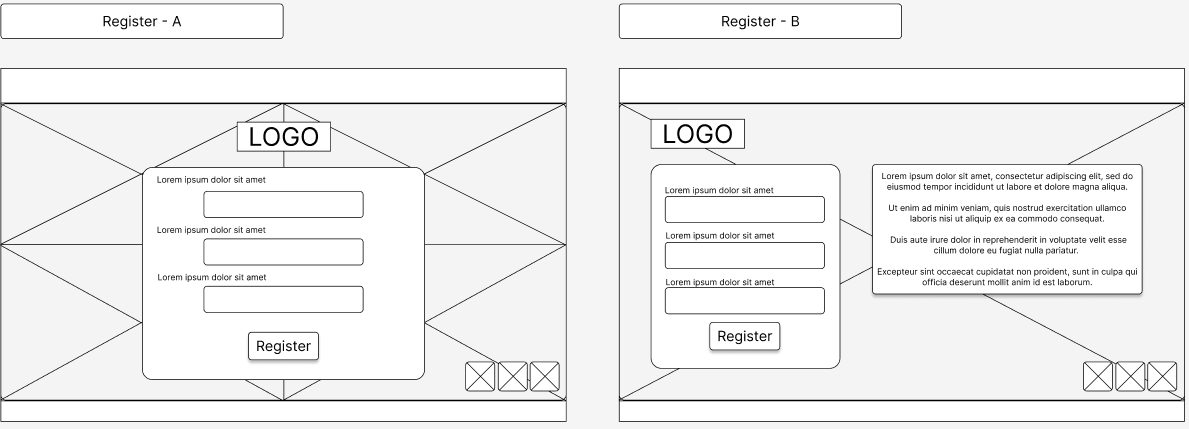 Register - A
LOGO
Lorem ipsum dolor sit amet
Lorem ipsum dolor sit amet
Lorem ipsum dolor sit amet
Register
Register - B
LOGO
Lorem ipsum dolor sit amet
Lorem ipsum dolor sit amet
Lorem ipsum dolor sit amet
Register
Lorem ipsum dolor sit amet, consectetur adipiscing elit, sed do
eiusmod tempor incididunt ut labore et dolore magna aliqua.
Ut enim ad minim veniam, quis nostrud exercitation ullamco
laboris nisi ut aliquip ex ea commodo consequat.
Duis aute irure dolor in reprehenderit in voluptate velit esse
cillum dolore eu fugiat nulla pariatur.
Excepteur sint occaecat cupidatat non proident, sunt in culpa qui
officia deserunt mollit anim id est laborum.